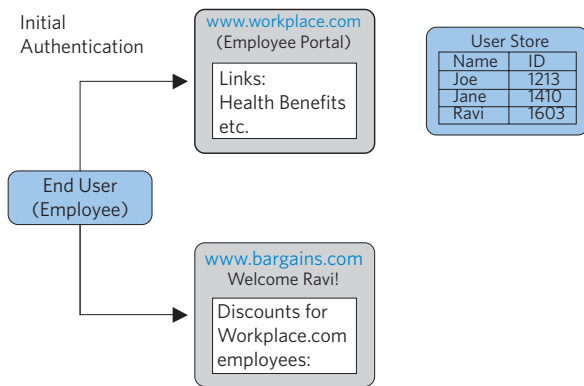 Initial
Authentication
www.workplace.com
(Employee Portal)
Links:
Health Benefits
etc.
User Store
Name ID
Joe 1213
Jane 1410
Ravi 1603
End User
(Employee)
www.bargains.com
Welcome Ravi!
Discounts for
Workplace.com
employees: